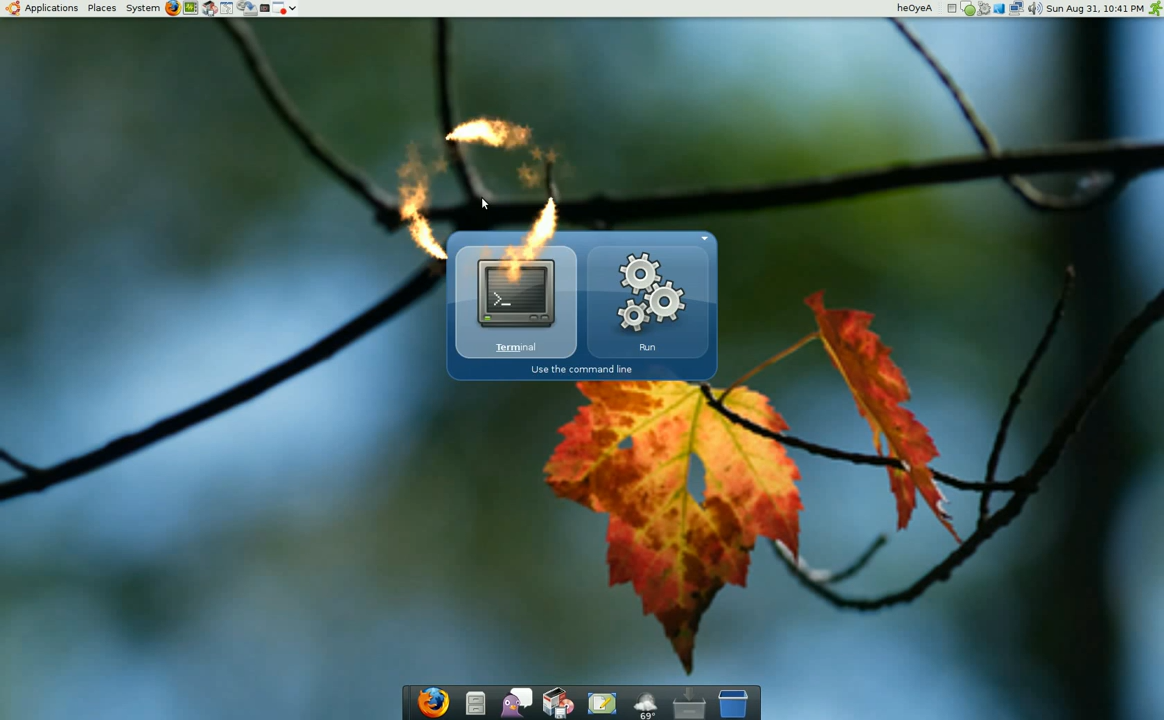 Applications Places System
heOyeA
Sun Aug 31, 10:41 PM
>_
Terminal
Run
Use the command line
69°